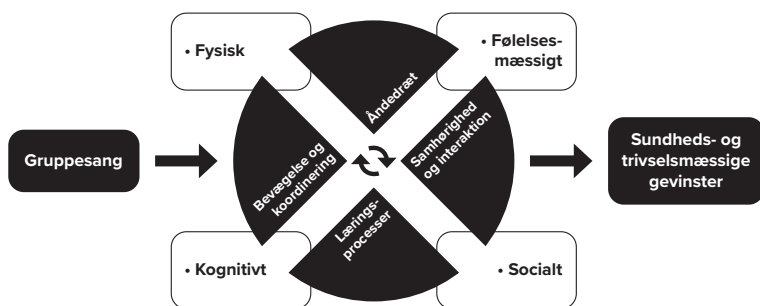 • Fysisk
• Følelses-
mæssigt
Åndedræt
Gruppesang
Bevægelse og
koordinering
Samhørighed
og interaktion
Sundheds- og
trivselsmæssige
gevinster
Lærings-
processer
• Kognitivt
• Socialt